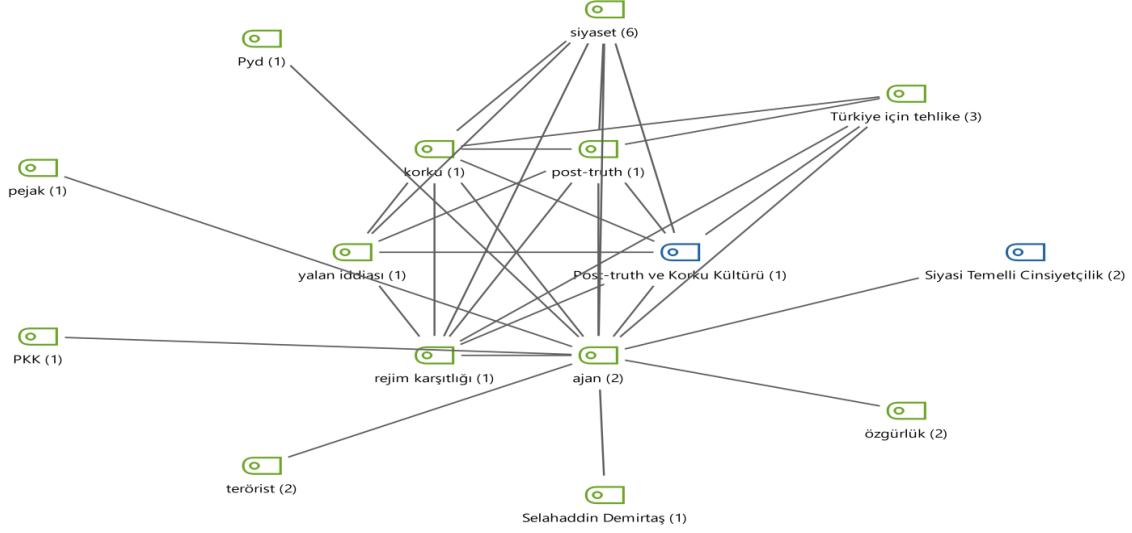 siyaset (6)
Pyd (1)
Türkiye için tehlike (3)
korku (1)
post-truth (1)
pejak (1)
yalan iddiası (1)
Post-truth ve Korku Kültürü (1)
Siyasi Temelli Cinsiyetçilik (2)
PKK (1)
rejim karşıtlığı (1)
ajan (2)
özgürlük (2)
terörist (2)
Selahaddin Demirtaş (1)